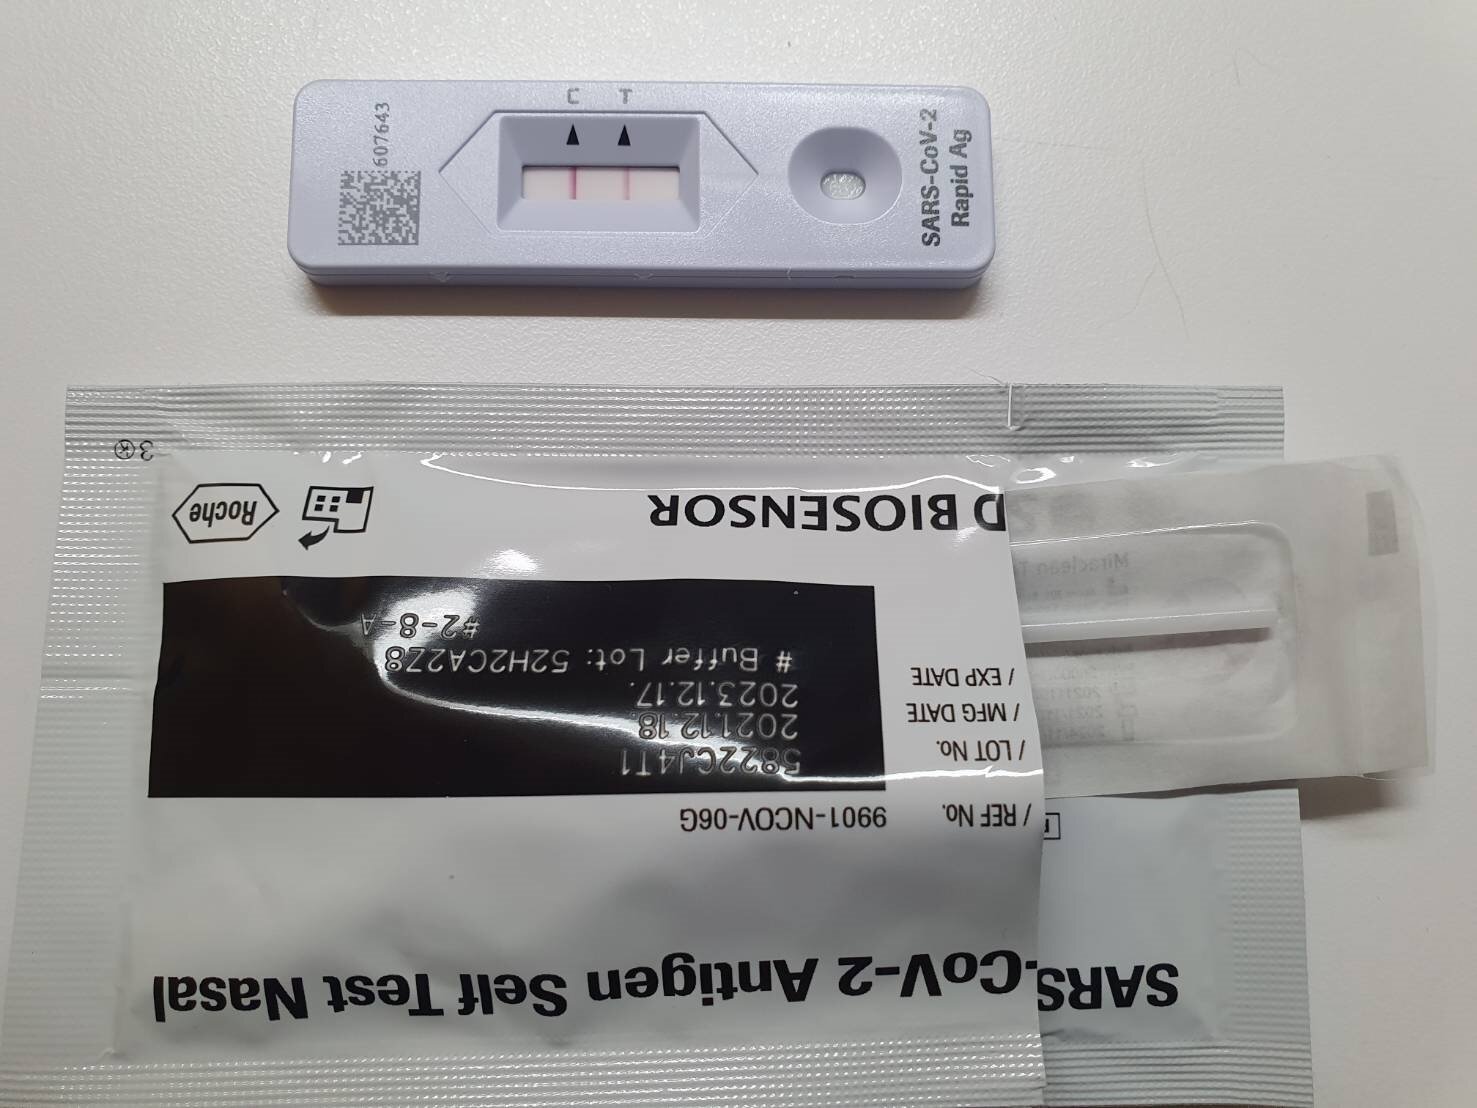 607643
C T
SARS-CoV-2
Rapid Ag
SARS-CoV-2 Antigen Self Test Nasal
/ REF No. 9901-NCOV-06G
/ LOT No. 5822CJ4T1
/ MFG DATE 2021.12.18.
/ EXP DATE 2023.12.17.
# Buffer Lot: 52H2CA2Z8
#2-8-A
D BIOSENSOR
Roche
3
Miraclean